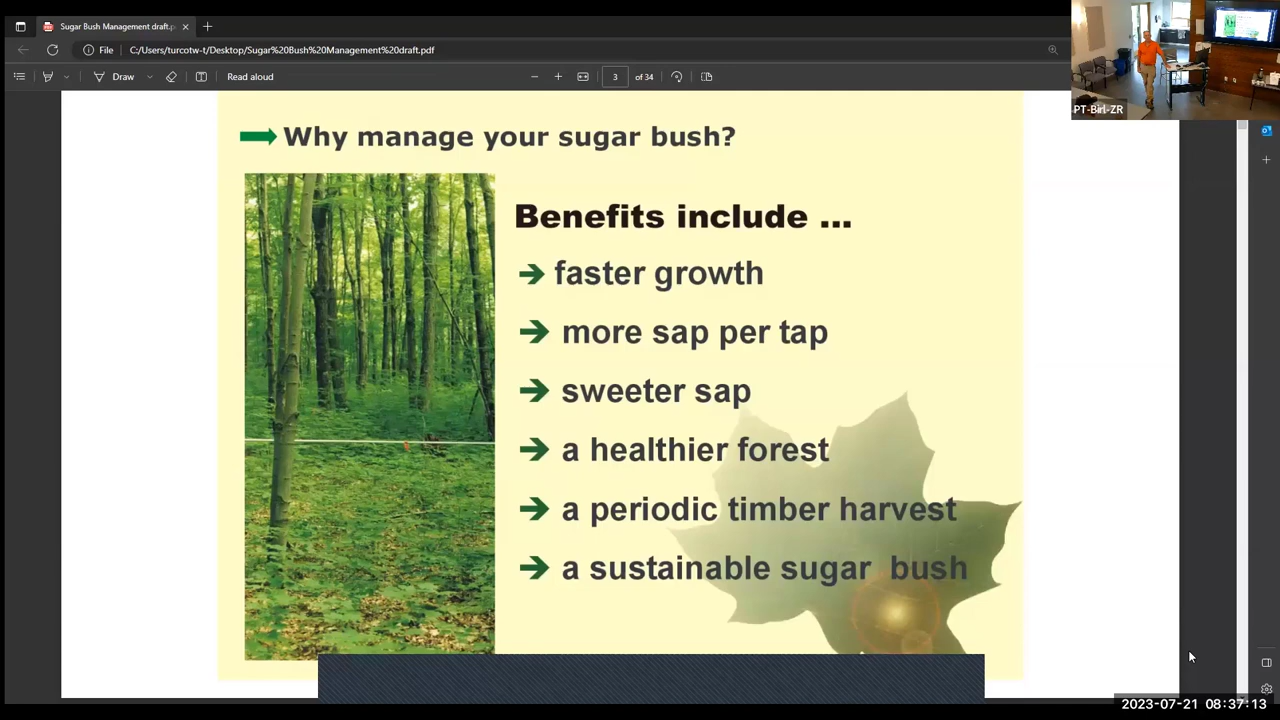 Sugar Bush Management draft.p
File
C:/Users/turcotw-t/Desktop/Sugar%20Bush%20Management%20draft.pdf
Draw
Read aloud
3
of 34
-PT-Birl-ZR
Why manage your sugar bush?
Benefits include ...
faster growth
more sap per tap
sweeter sap
a healthier forest
a periodic timber harvest
a sustainable sugar bush
2023-07-21 08:37:13